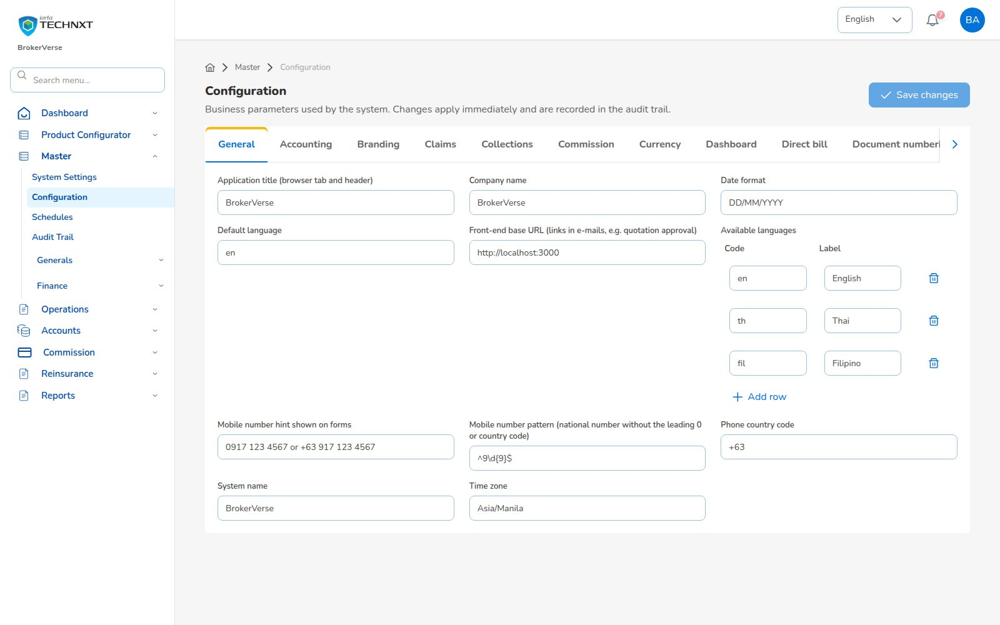 iorta
TECHNXT
BrokerVerse
English
7
BA
Search menu...
Dashboard
Product Configurator
Master
System Settings
Configuration
Schedules
Audit Trail
Generals
Finance
Operations
Accounts
Commission
Reinsurance
Reports
Master
Configuration
Configuration
Business parameters used by the system. Changes apply immediately and are recorded in the audit trail.
Save changes
General
Accounting
Branding
Claims
Collections
Commission
Currency
Dashboard
Direct bill
Document numberi
Application title (browser tab and header)
BrokerVerse
Company name
BrokerVerse
Date format
DD/MM/YYYY
Default language
en
Front-end base URL (links in e-mails, e.g. quotation approval)
http://localhost:3000
Available languages
Code Label
en English
th Thai
fil Filipino
Add row
Mobile number hint shown on forms
0917 123 4567 or +63 917 123 4567
Mobile number pattern (national number without the leading 0
or country code)
^9\d{9}$
Phone country code
+63
System name
BrokerVerse
Time zone
Asia/Manila